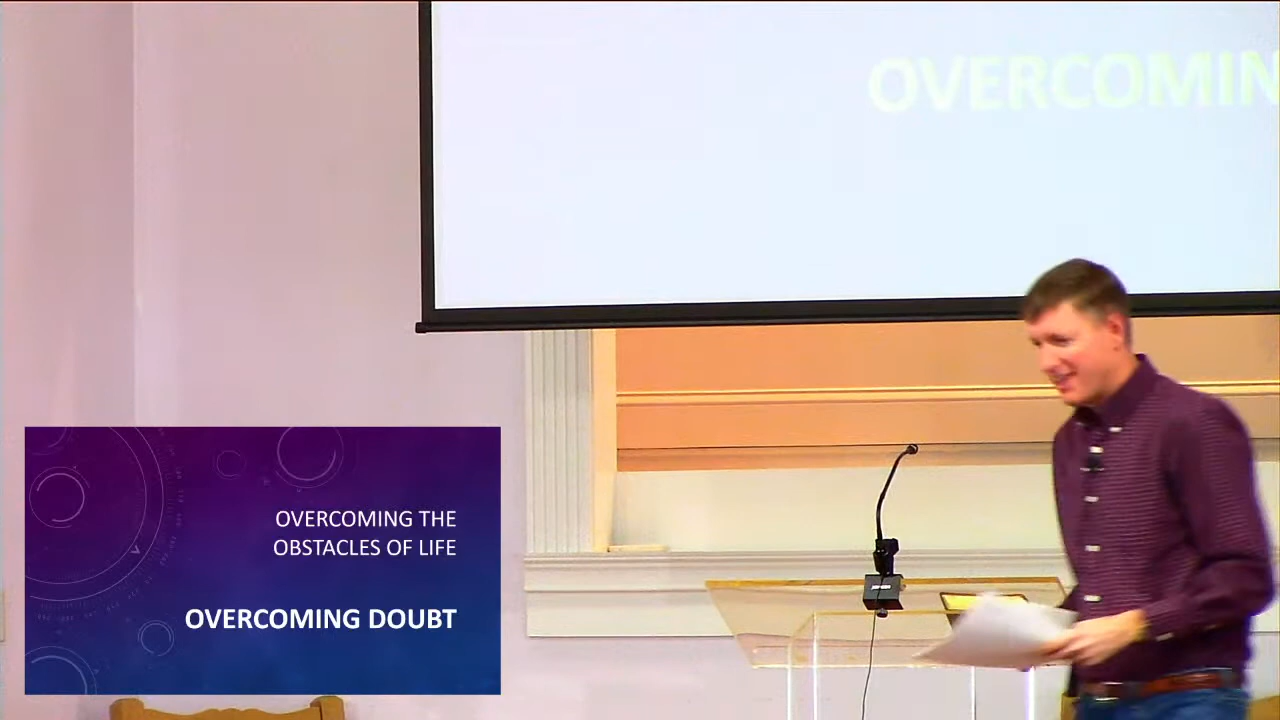 OVERCOMIN
OVERCOMING THE
OBSTACLES OF LIFE
OVERCOMING DOUBT